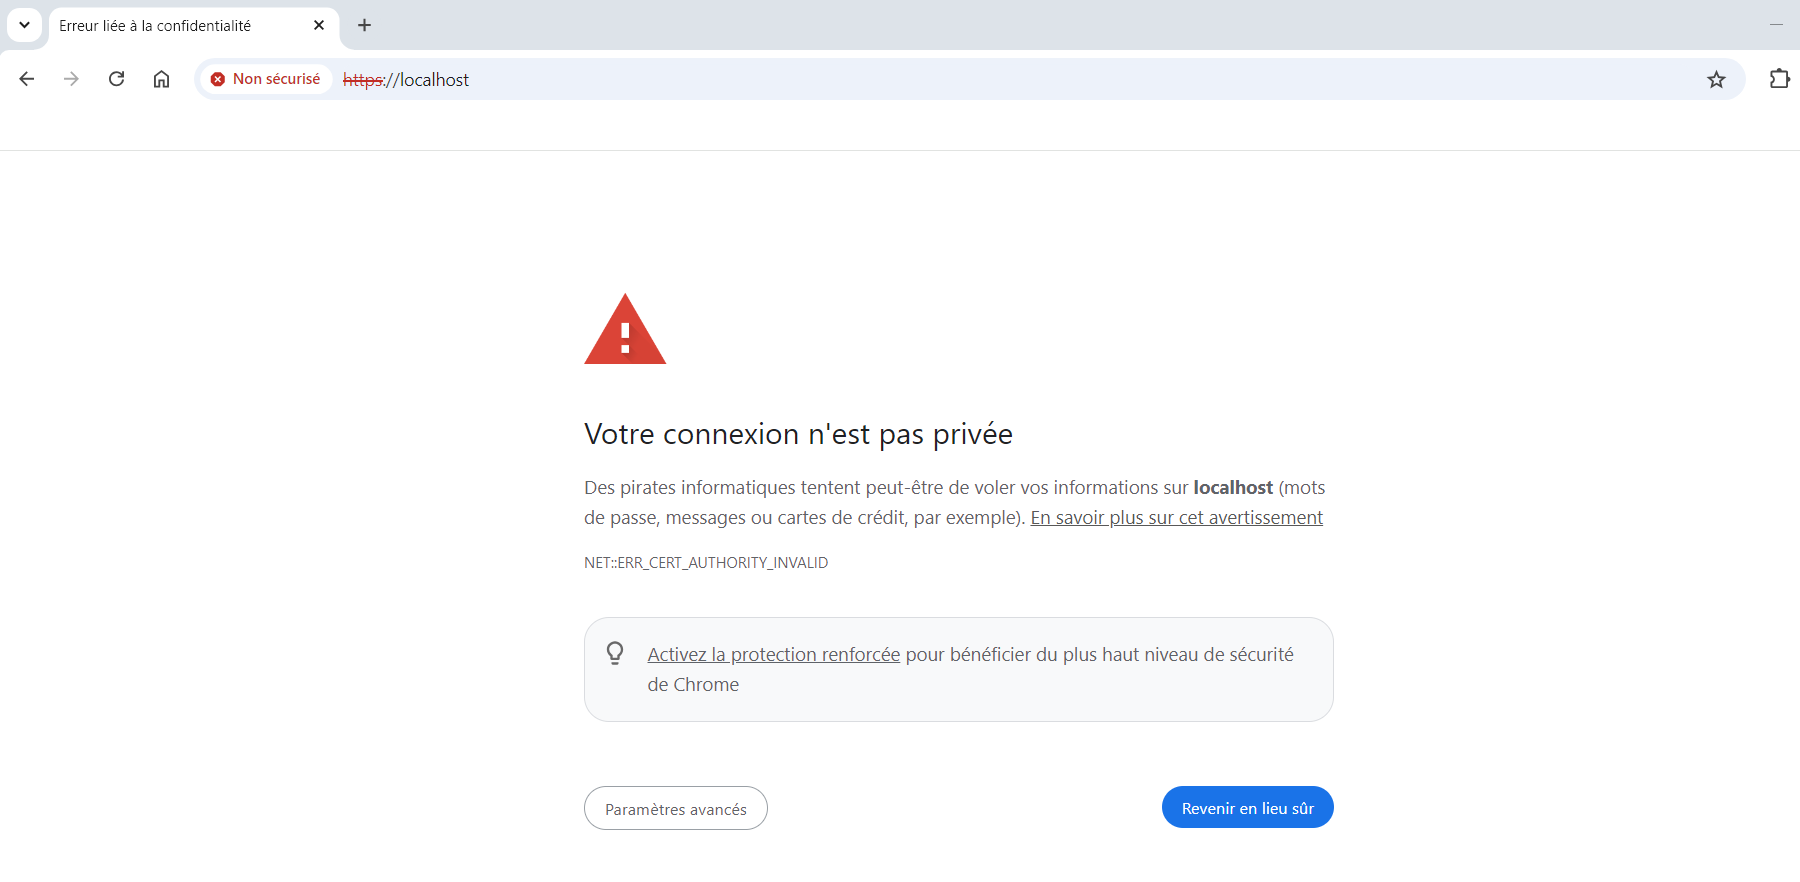 Erreur liée à la confidentialité
Non sécurisé https://localhost
Votre connexion n'est pas privée
Des pirates informatiques tentent peut-être de voler vos informations sur localhost (mots
de passe, messages ou cartes de crédit, par exemple). En savoir plus sur cet avertissement
NET::ERR_CERT_AUTHORITY_INVALID
Activez la protection renforcée pour bénéficier du plus haut niveau de sécurité
de Chrome
Paramètres avancés
Revenir en lieu sûr